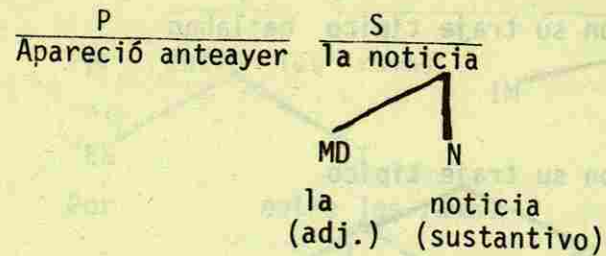 P S
Apareció anteayer la noticia
MD N
la noticia
(adj.) (sustantivo)